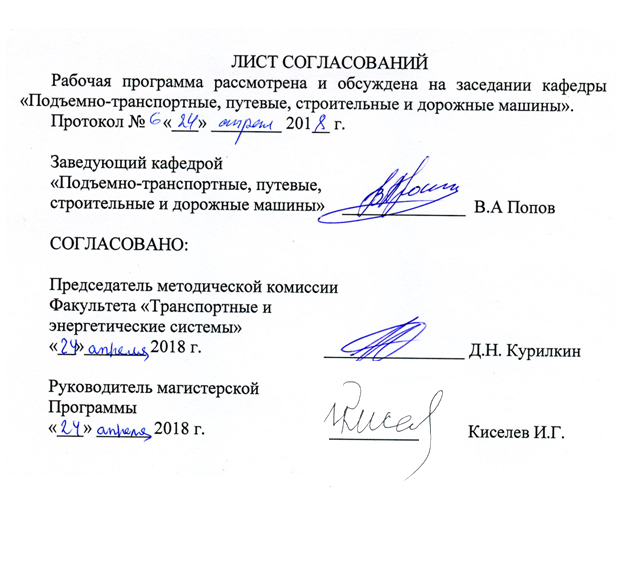 ЛИСТ СОГЛАСОВАНИЙ
Рабочая программа рассмотрена и обсуждена на заседании кафедры
«Подъемно-транспортные, путевые, строительные и дорожные машины».
Протокол № 6 «24» апреля 2018 г.
Заведующий кафедрой
«Подъемно-транспортные, путевые,
строительные и дорожные машины» В.А Попов
СОГЛАСОВАНО:
Председатель методической комиссии
Факультета «Транспортные и
энергетические системы»
«24» апреля 2018 г. Д.Н. Курилкин
Руководитель магистерской
Программы
«24» апреля 2018 г. Киселев И.Г.